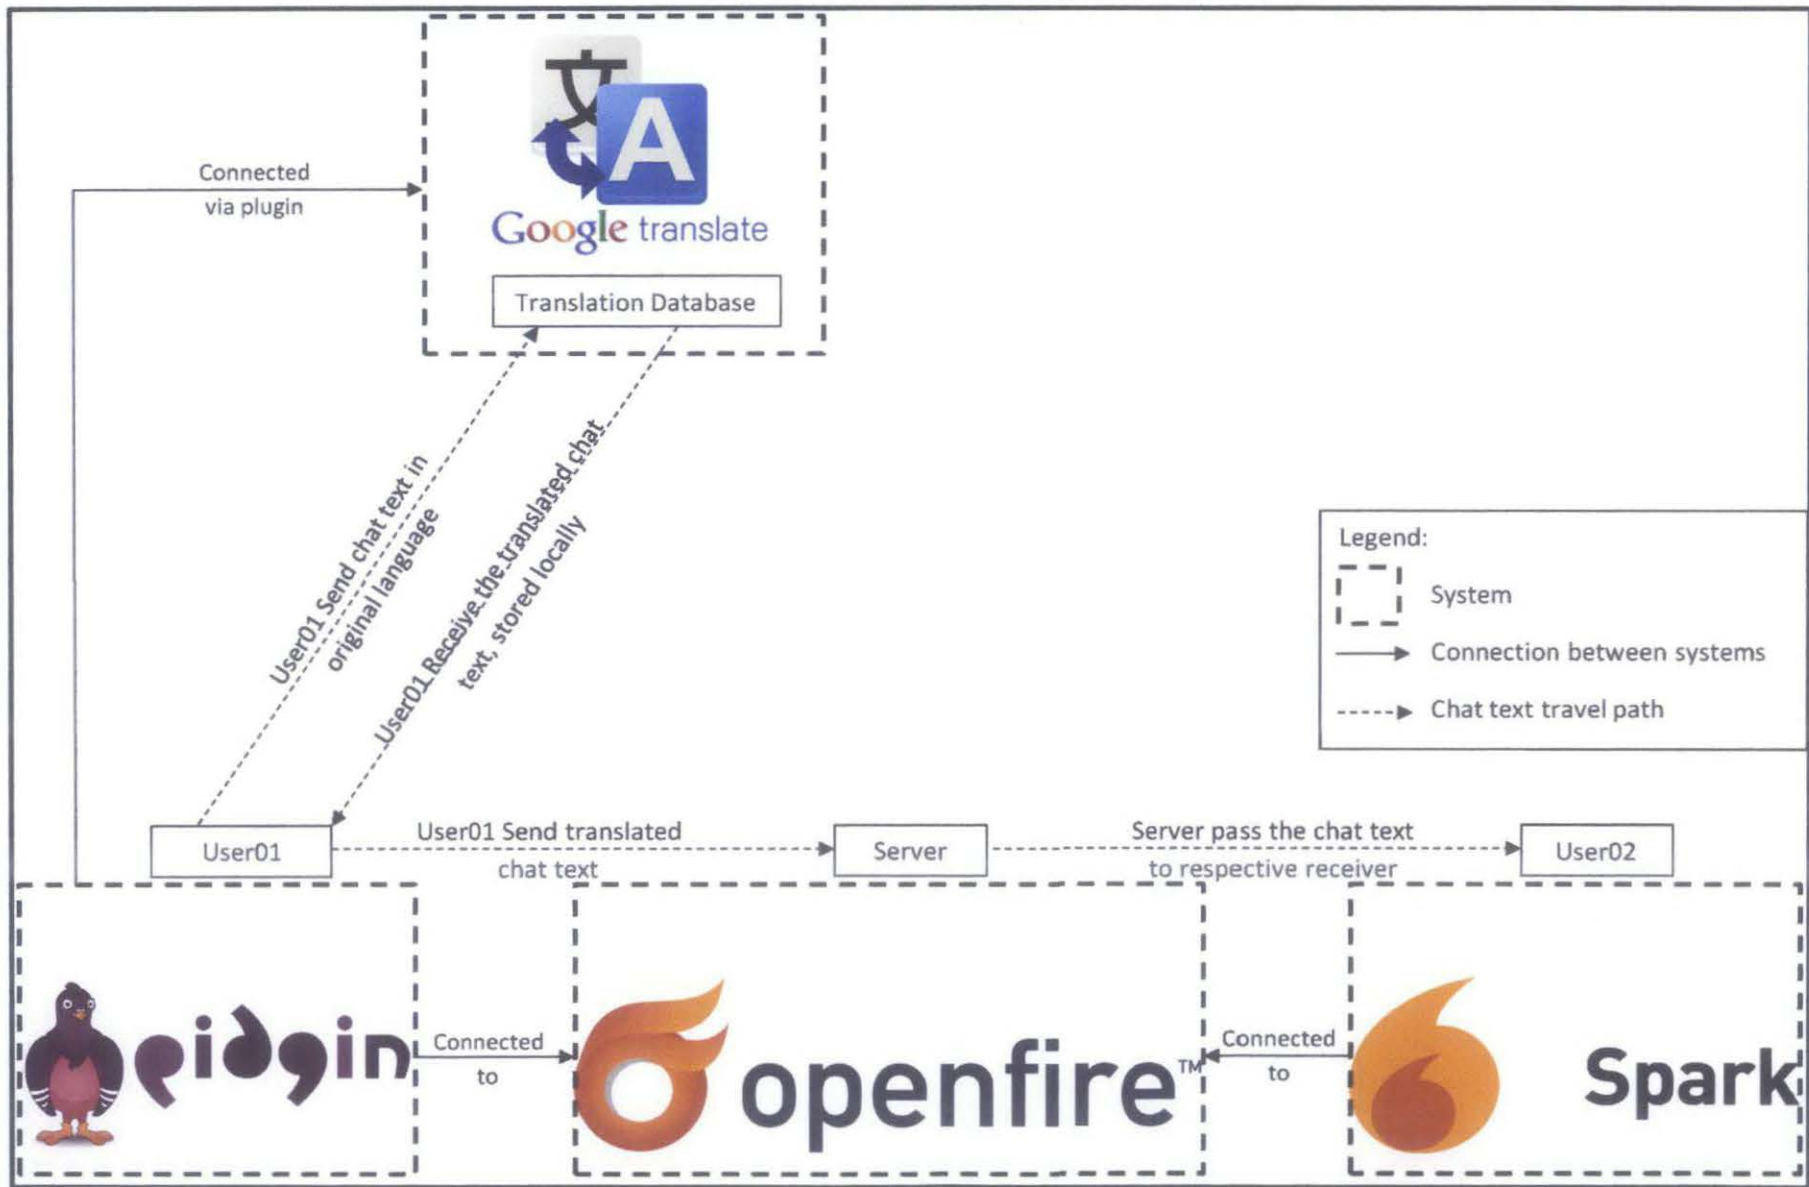 文
A
Google translate
Connected
via plugin
Translation Database
User01 Send chat text in
original language
User01 Receive the translated chat
text, stored locally
Legend:
System
Connection between systems
Chat text travel path
User01
User01 Send translated
chat text
Server
Server pass the chat text
to respective receiver
User02
pidgin
Connected
to
openfire™
Connected
to
Spark